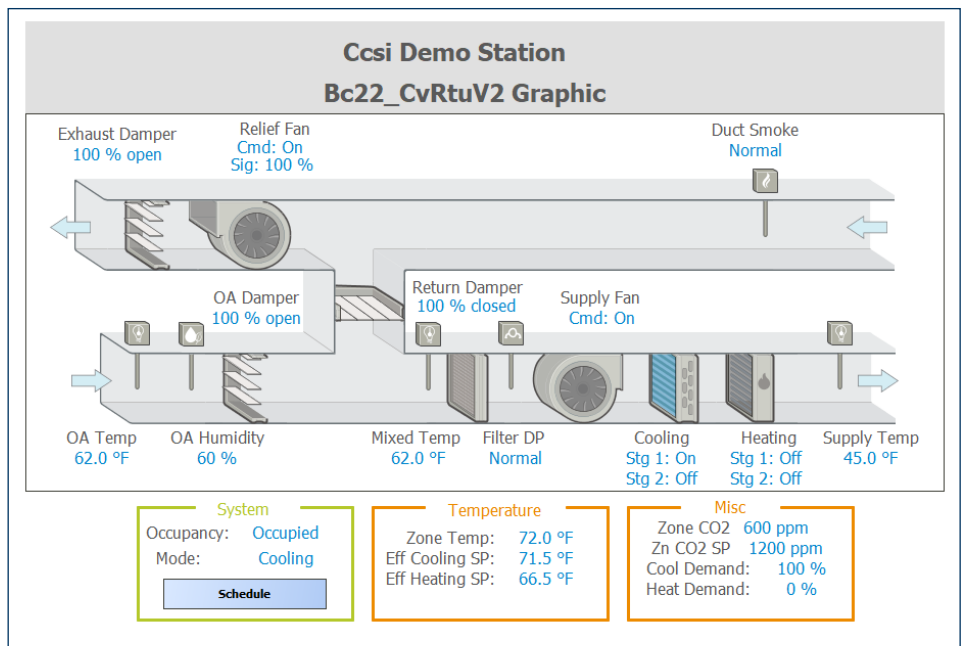 Ccsi Demo Station
Bc22_CvRtuV2 Graphic
Exhaust Damper
100 % open
Relief Fan
Cmd: On
Sig: 100 %
Duct Smoke
Normal
OA Damper
100 % open
Return Damper
100 % closed
Supply Fan
Cmd: On
OA Temp
62.0 °F
OA Humidity
60 %
Mixed Temp
62.0 °F
Filter DP
Normal
Cooling
Stg 1: On
Stg 2: Off
Heating
Stg 1: Off
Stg 2: Off
Supply Temp
45.0 °F
System
Occupancy: Occupied
Mode: Cooling
Schedule
Temperature
Zone Temp: 72.0 °F
Eff Cooling SP: 71.5 °F
Eff Heating SP: 66.5 °F
Misc
Zone CO2 600 ppm
Zn CO2 SP 1200 ppm
Cool Demand: 100 %
Heat Demand: 0 %